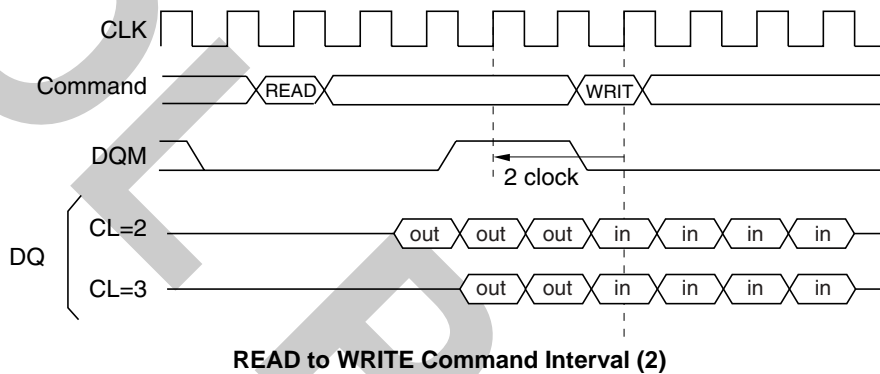 CLK
Command READ WRIT
DQM
2 clock
DQ
CL=2 out out out in in in in
CL=3 out out in in in in
READ to WRITE Command Interval (2)